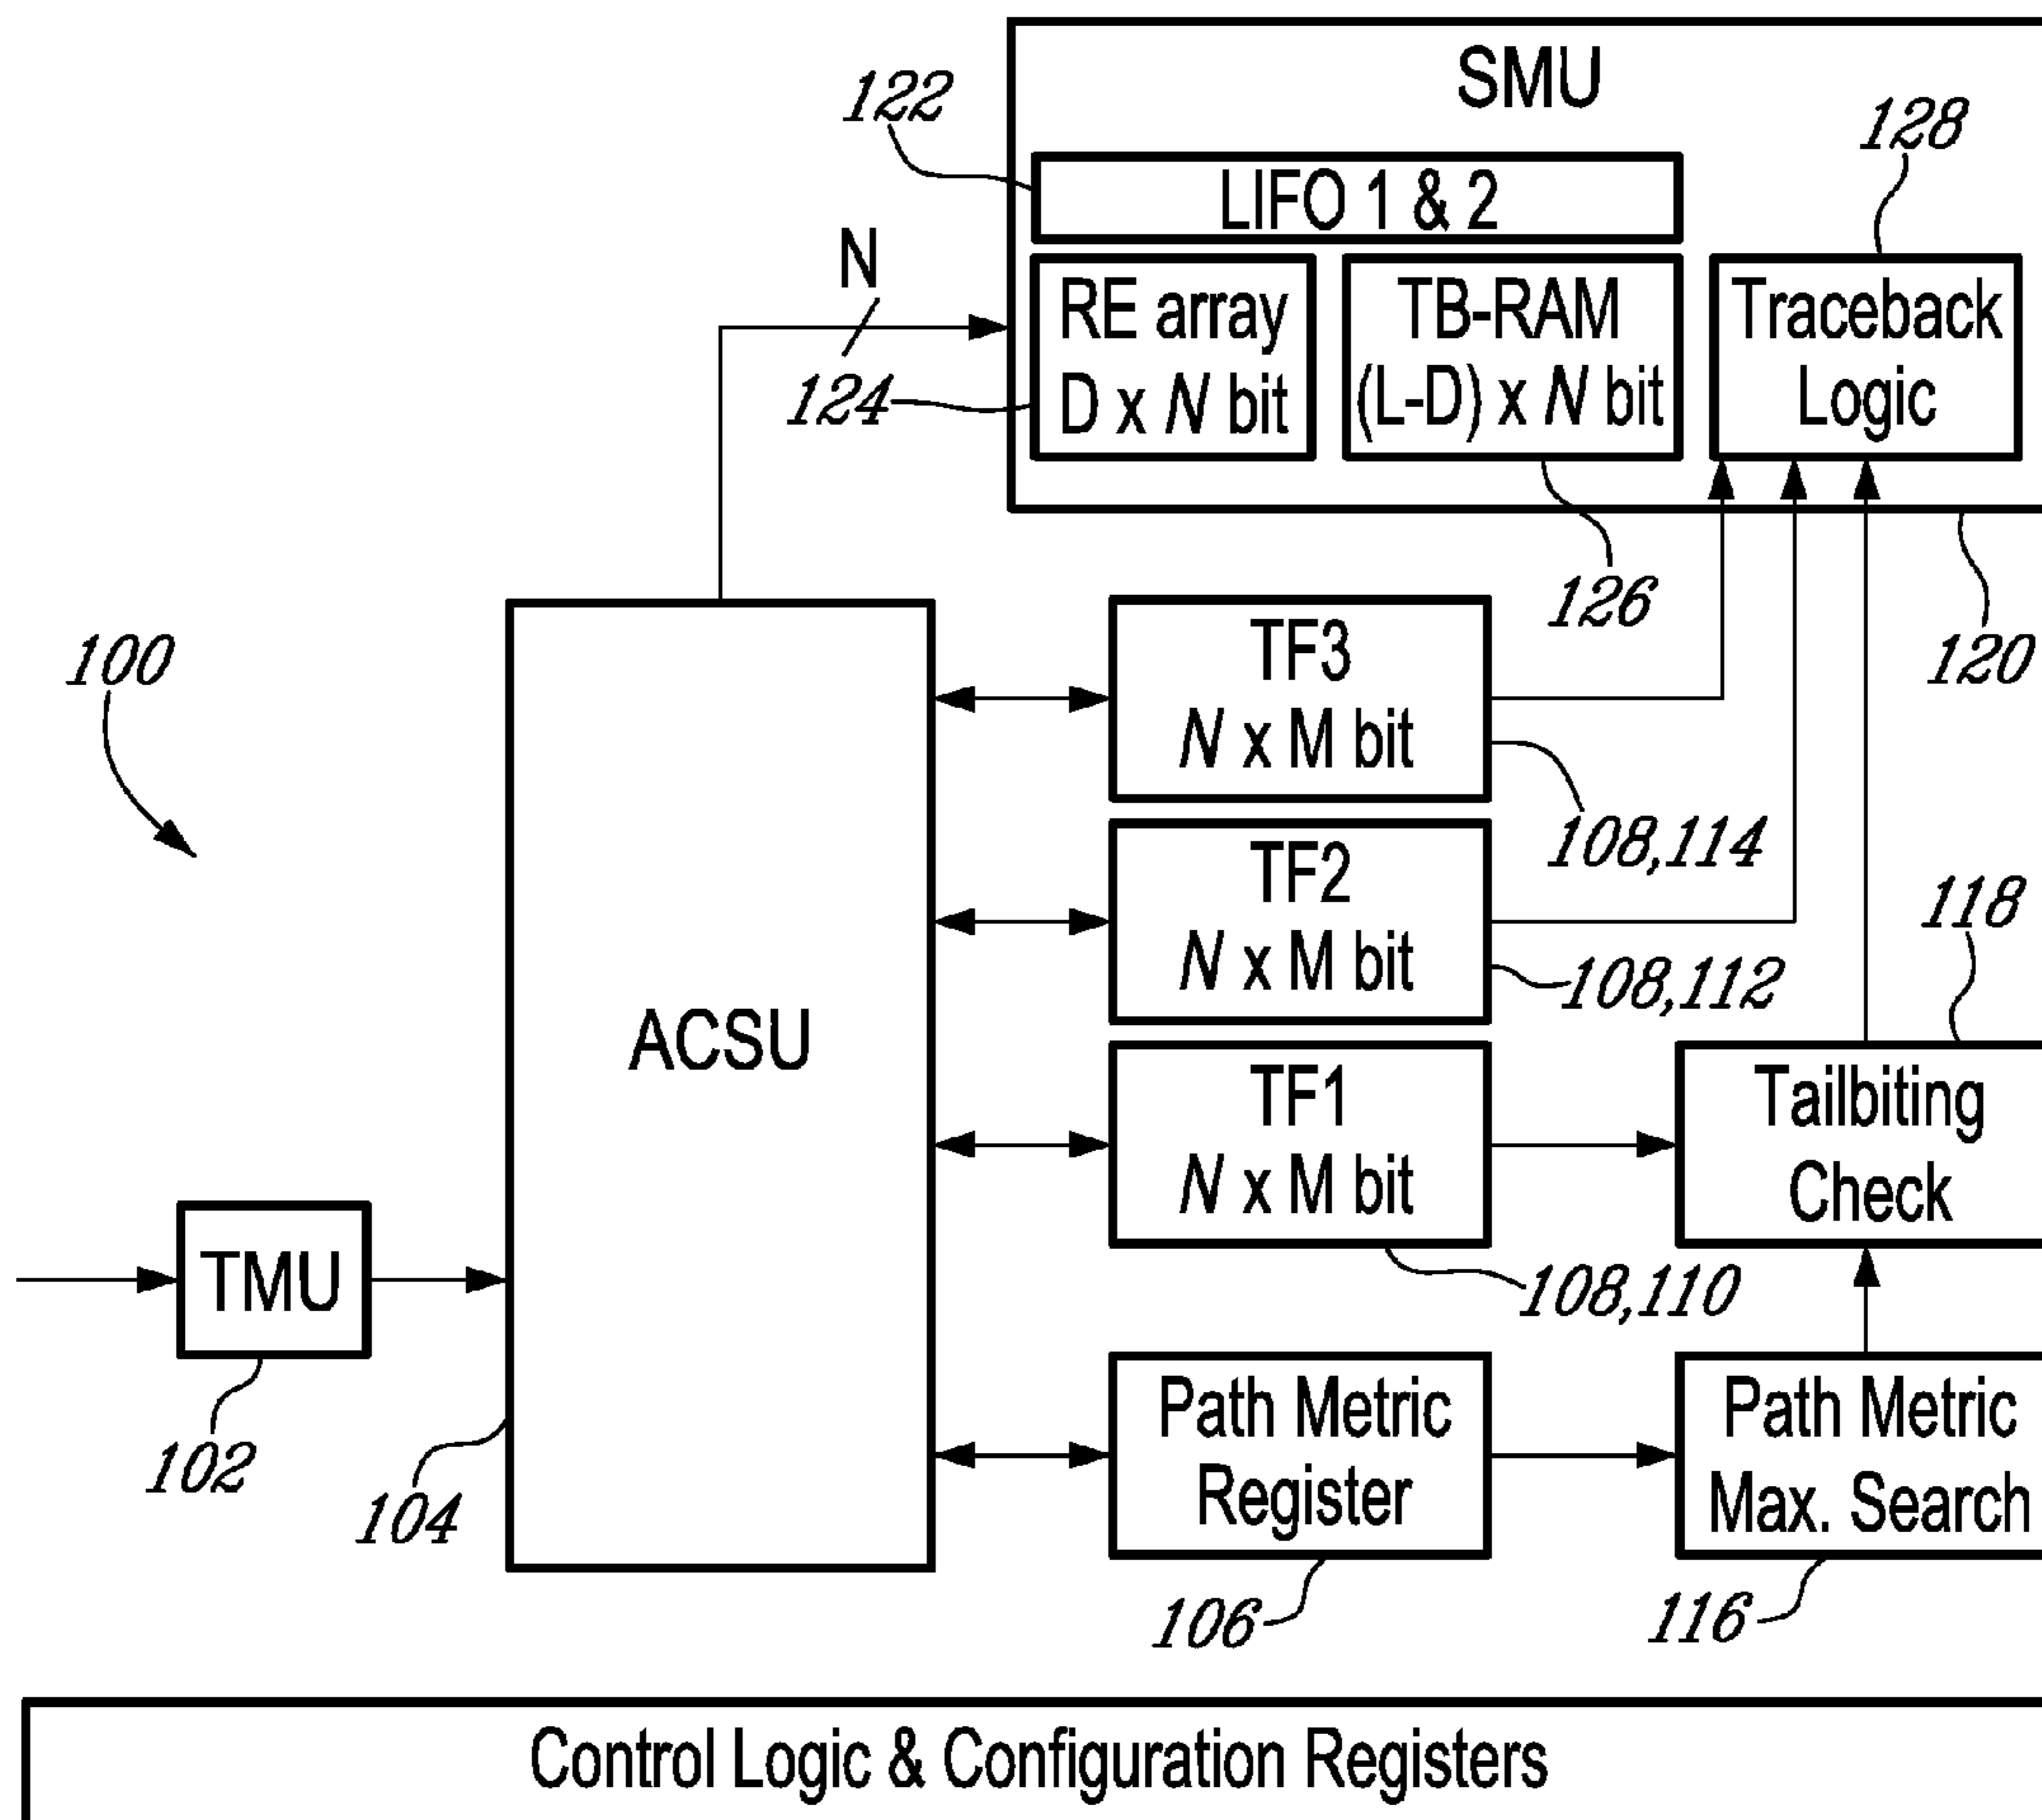 SMU
122
128
LIFO 1 & 2
N
RE array
D x N bit
TB-RAM
(L-D) x N bit
Traceback
Logic
124
126
120
100
TF3
N x M bit
108,114
TF2
N x M bit
108,112
118
ACSU
TF1
N x M bit
108,110
Tailbiting
Check
TMU
102
104
Path Metric
Register
106
Path Metric
Max. Search
116
Control Logic & Configuration Registers